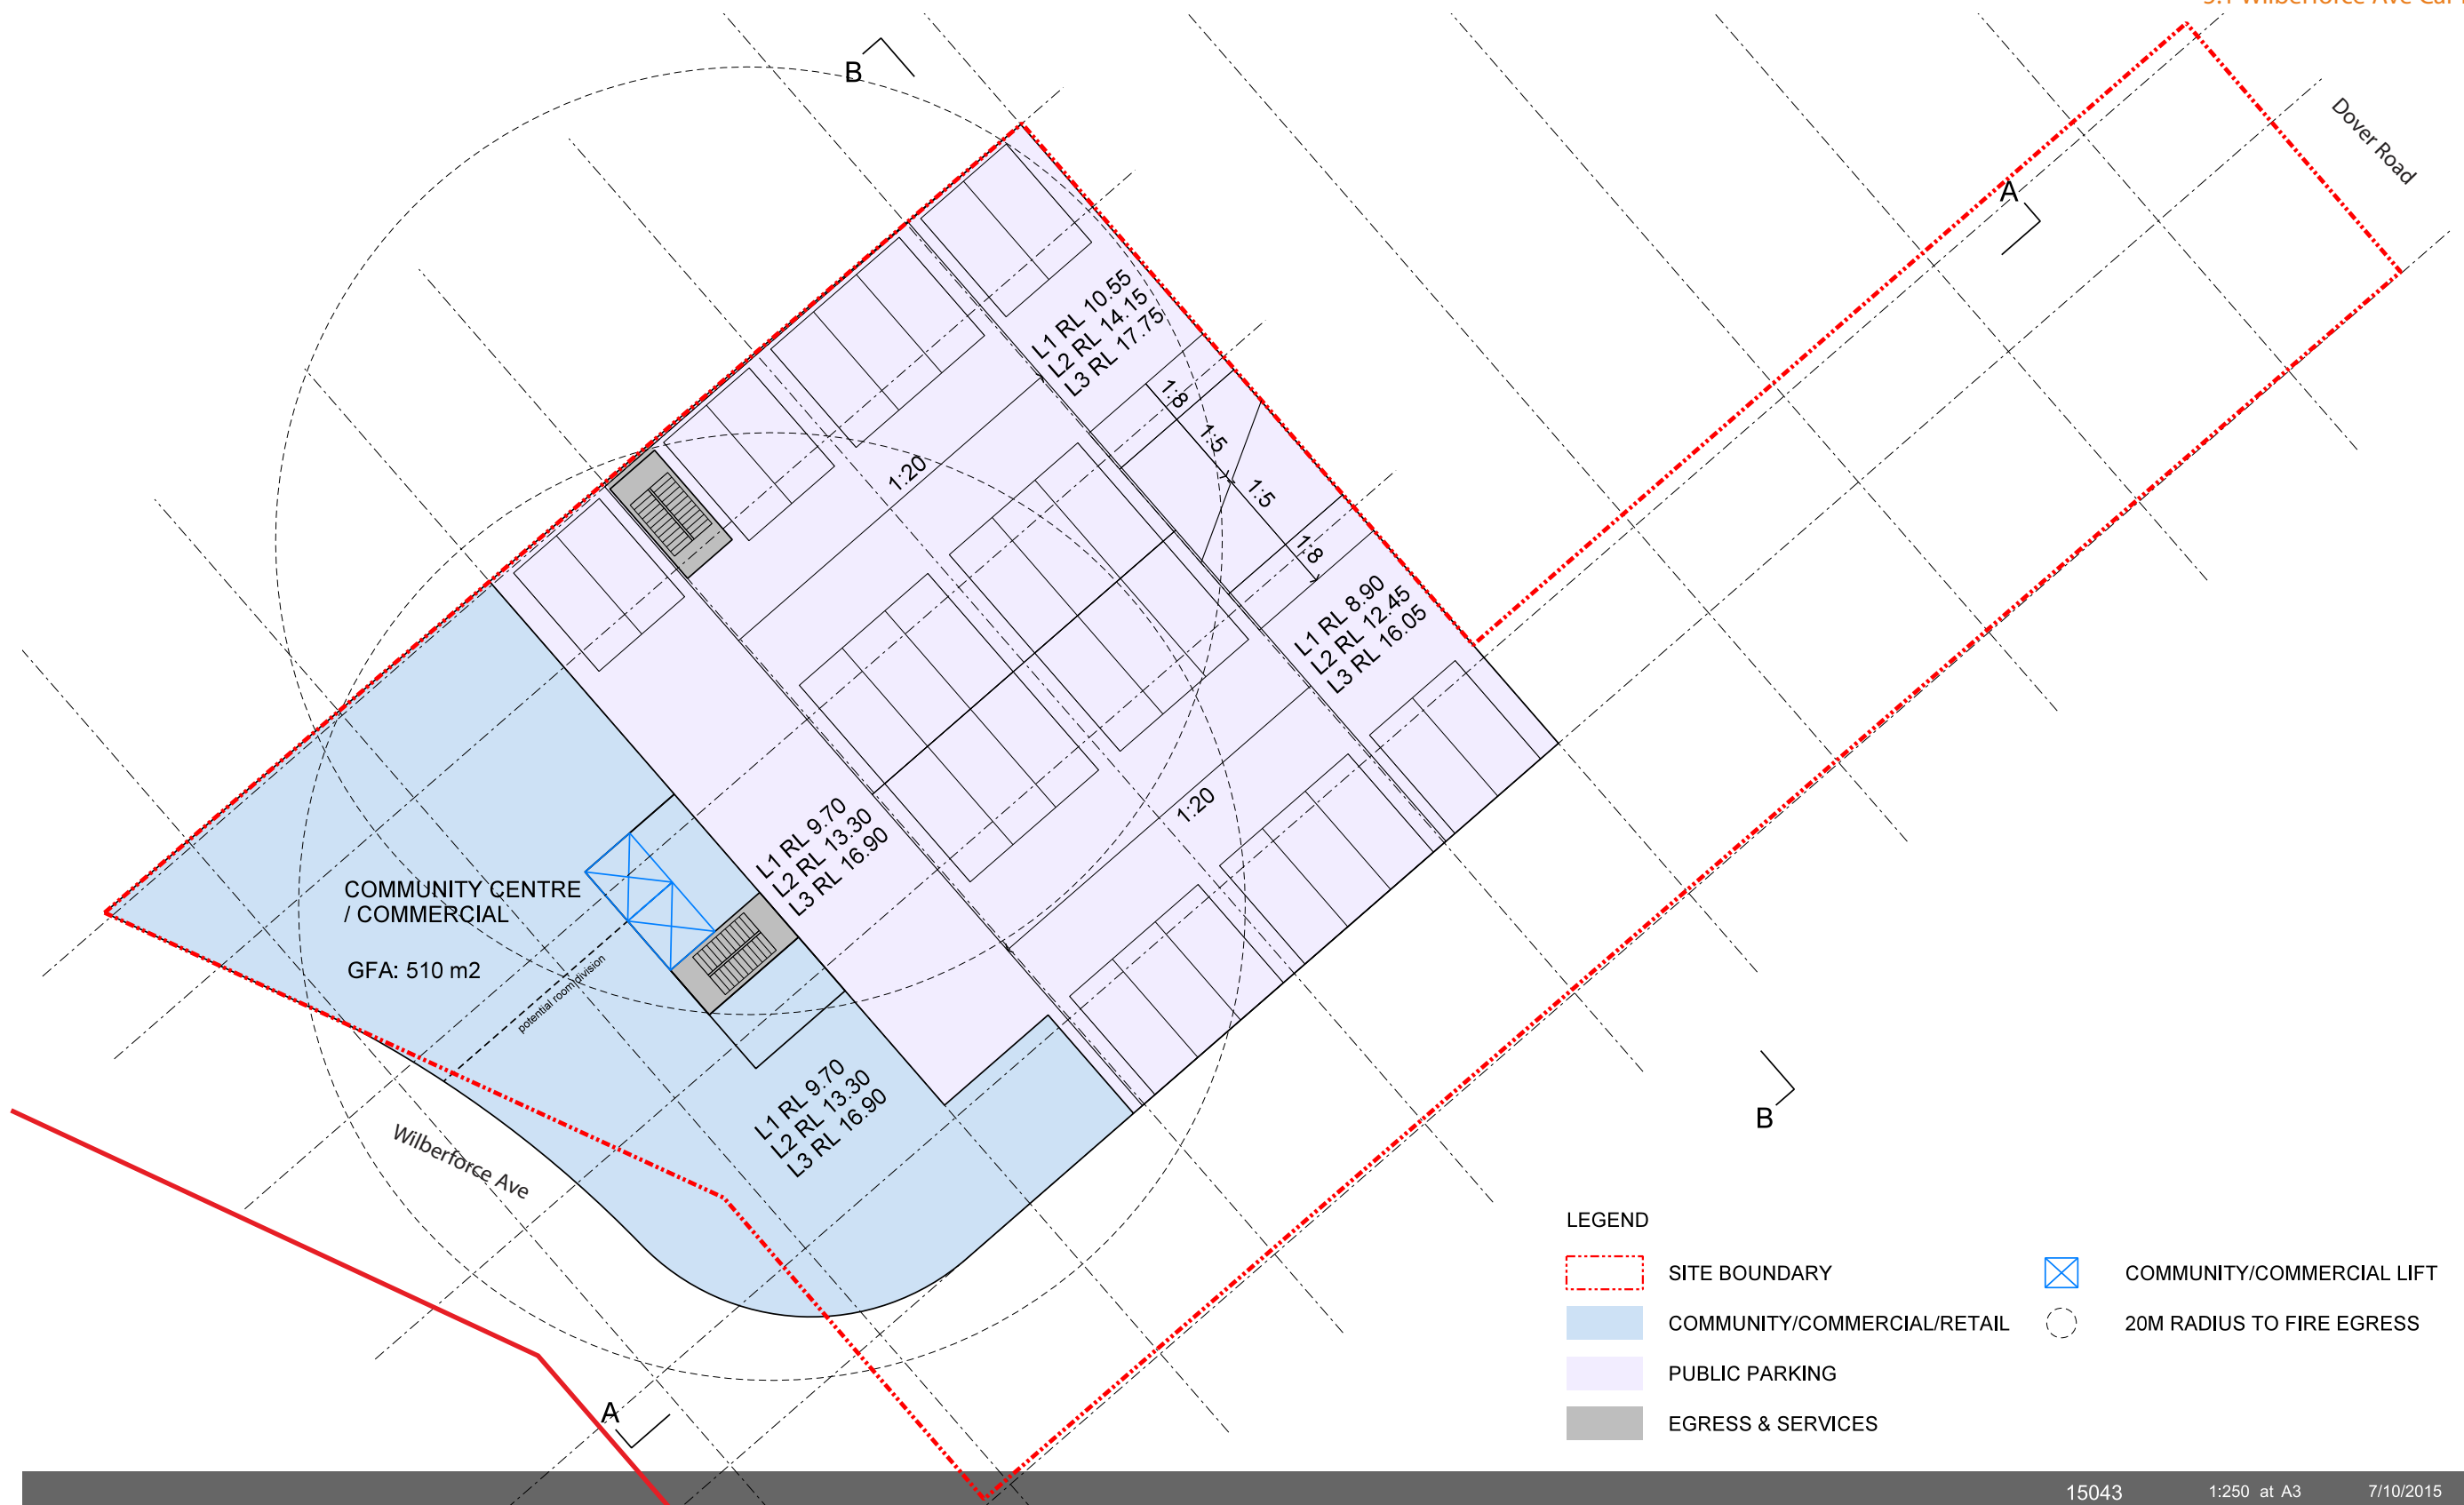 B
Dover Road
A
L1 RL 10.55
L2 RL 14.15
L3 RL 17.75
1:8
1:5
1:5
1:8
1:20
L1 RL 8.90
L2 RL 12.45
L3 RL 16.05
1:20
L1 RL 9.70
L2 RL 13.30
L3 RL 16.90
COMMUNITY CENTRE
/ COMMERCIAL
GFA: 510 m2
potential room division
L1 RL 9.70
L2 RL 13.30
L3 RL 16.90
Wilberforce Ave
B
A
LEGEND
SITE BOUNDARY
COMMUNITY/COMMERCIAL/RETAIL
PUBLIC PARKING
EGRESS & SERVICES
COMMUNITY/COMMERCIAL LIFT
20M RADIUS TO FIRE EGRESS
15043
1:250 at A3
7/10/2015